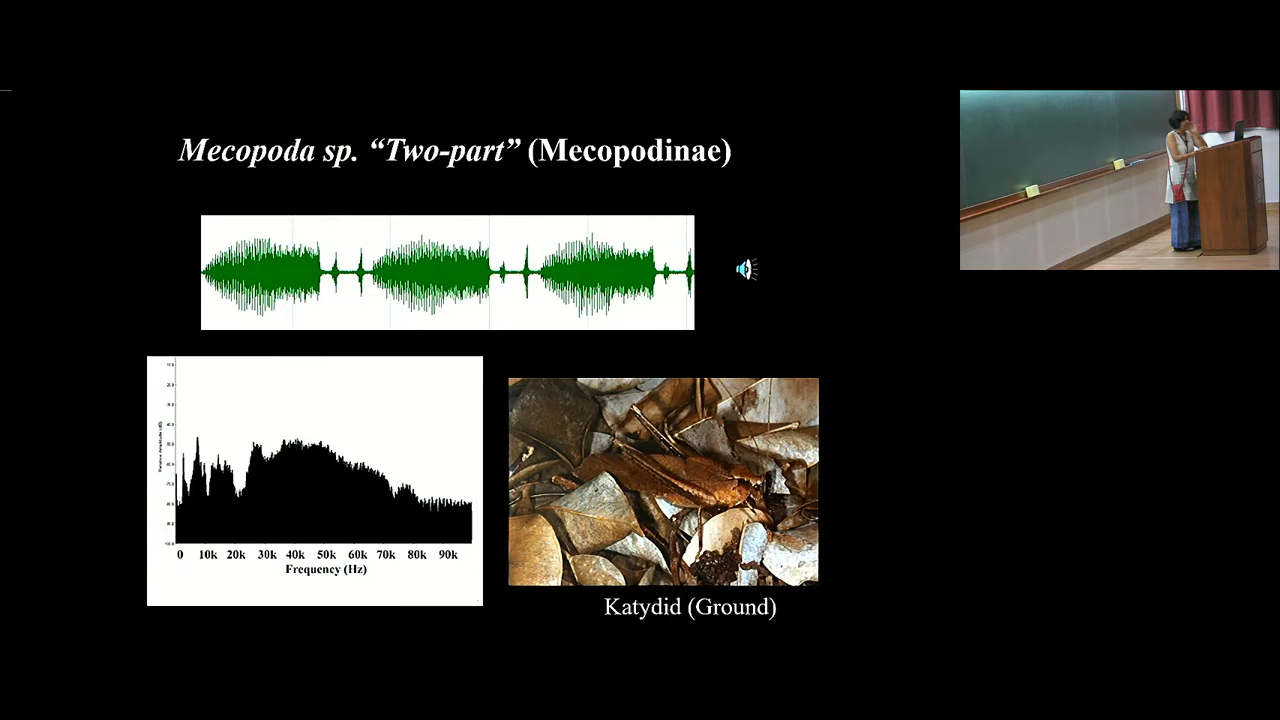 Mecopoda sp. “Two-part” (Mecopodinae)
0 10k 20k 30k 40k 50k 60k 70k 80k 90k
Frequency (Hz)
Katydid (Ground)